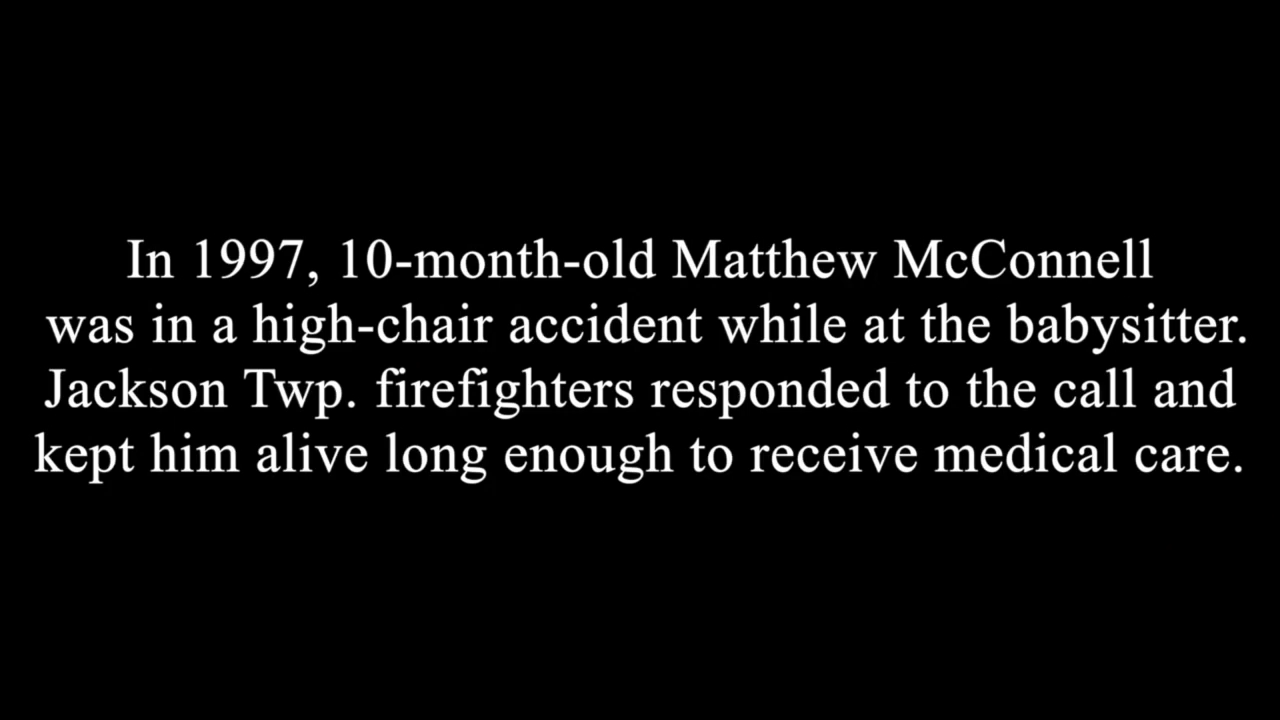 In 1997, 10-month-old Matthew McConnell
was in a high-chair accident while at the babysitter.
Jackson Twp. firefighters responded to the call and
kept him alive long enough to receive medical care.